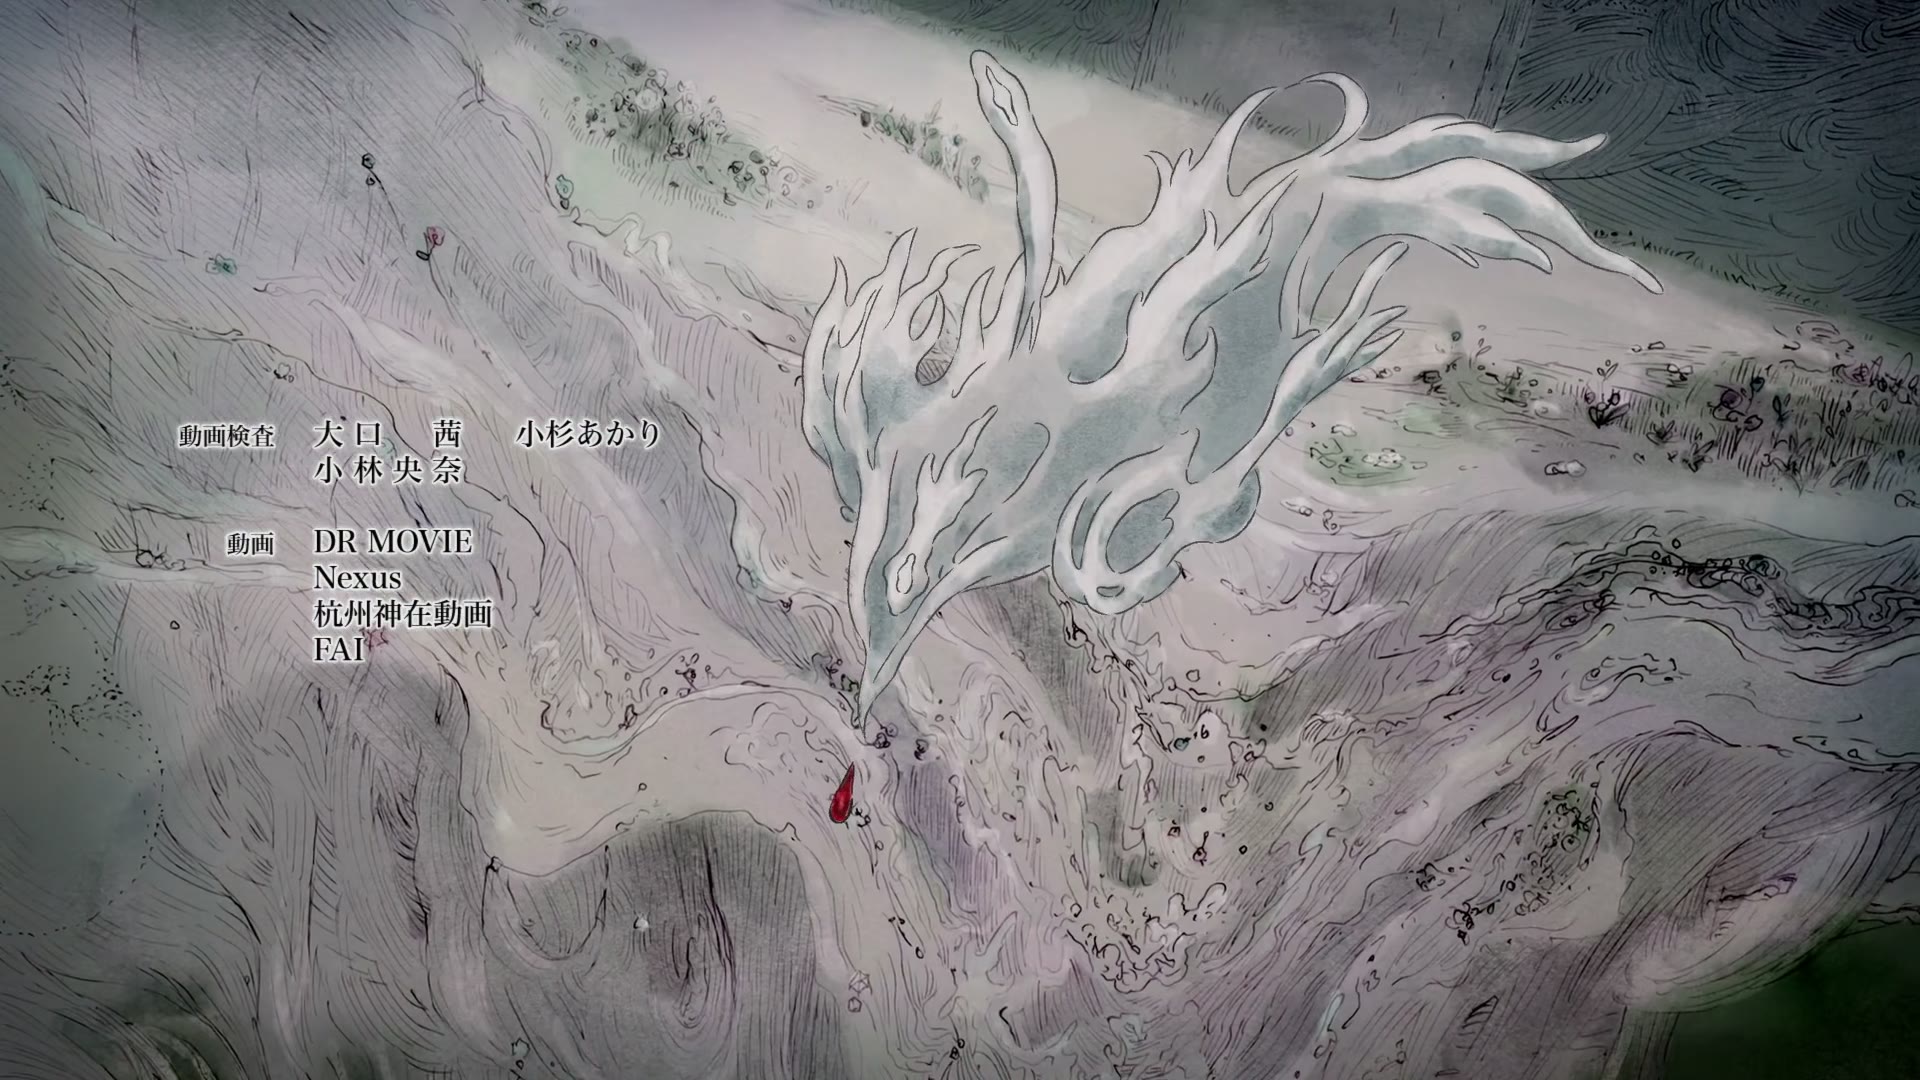 動画検査 大口 茜 小杉あかり
小林央奈
動画 DR MOVIE
Nexus
杭州神在動画
FAI